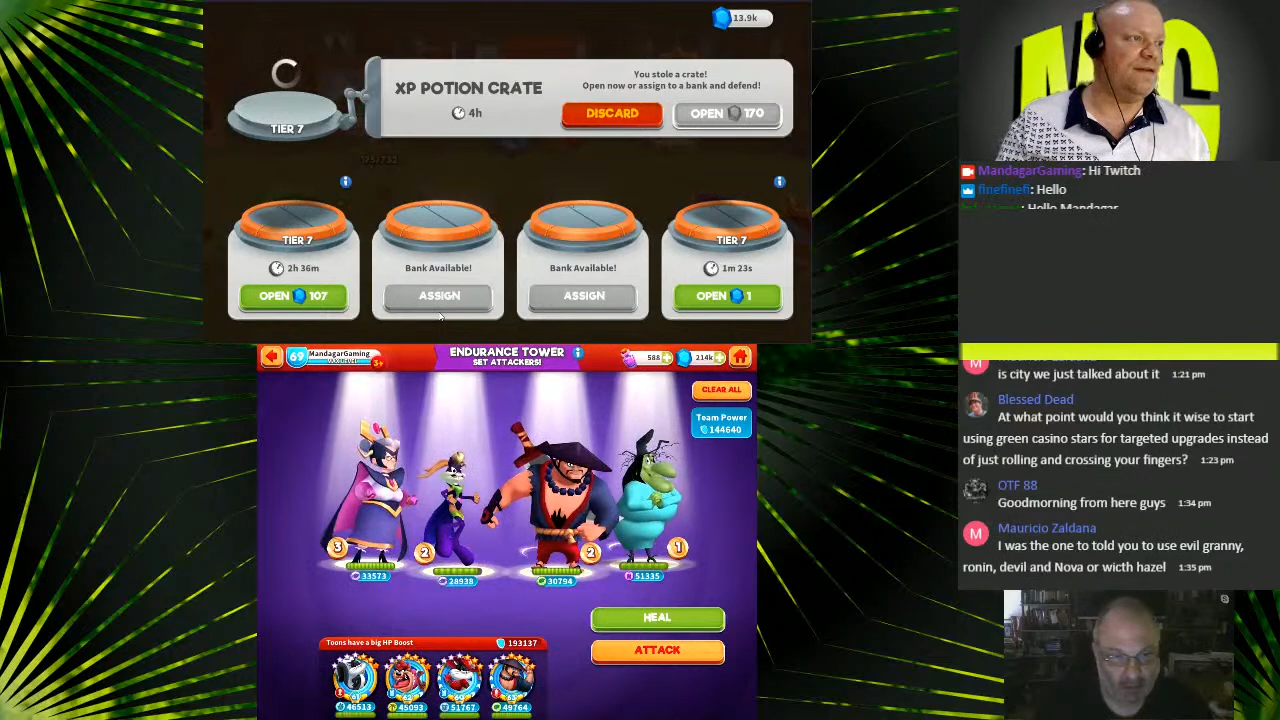 13.9k
XP POTION CRATE
4h
You stole a crate!
Open now or assign to a bank and defend!
DISCARD
OPEN 170
TIER 7
195/732
TIER 7
2h 36m
OPEN 107
Bank Available!
ASSIGN
Bank Available!
ASSIGN
TIER 7
1m 23s
OPEN 1
69
MandagarGaming
3+
ENDURANCE TOWER
SET ATTACKERS!
588
214k
CLEAR ALL
Team Power
144640
3
2
2
1
33573
28938
30794
51335
HEAL
ATTACK
Toons have a big HP Boost
193137
46513
45093
51767
49764
MG
MandagarGaming: Hi Twitch
finefinefi: Hello
: Hello Mandagar
M
is city we just talked about it 1:21 pm
Blessed Dead
At what point would you think it wise to start
using green casino stars for targeted upgrades instead
of just rolling and crossing your fingers? 1:23 pm
OTF 88
Goodmorning from here guys 1:34 pm
M
Mauricio Zaldana
I was the one to told you to use evil granny,
ronin, devil and Nova or wicth hazel 1:35 pm